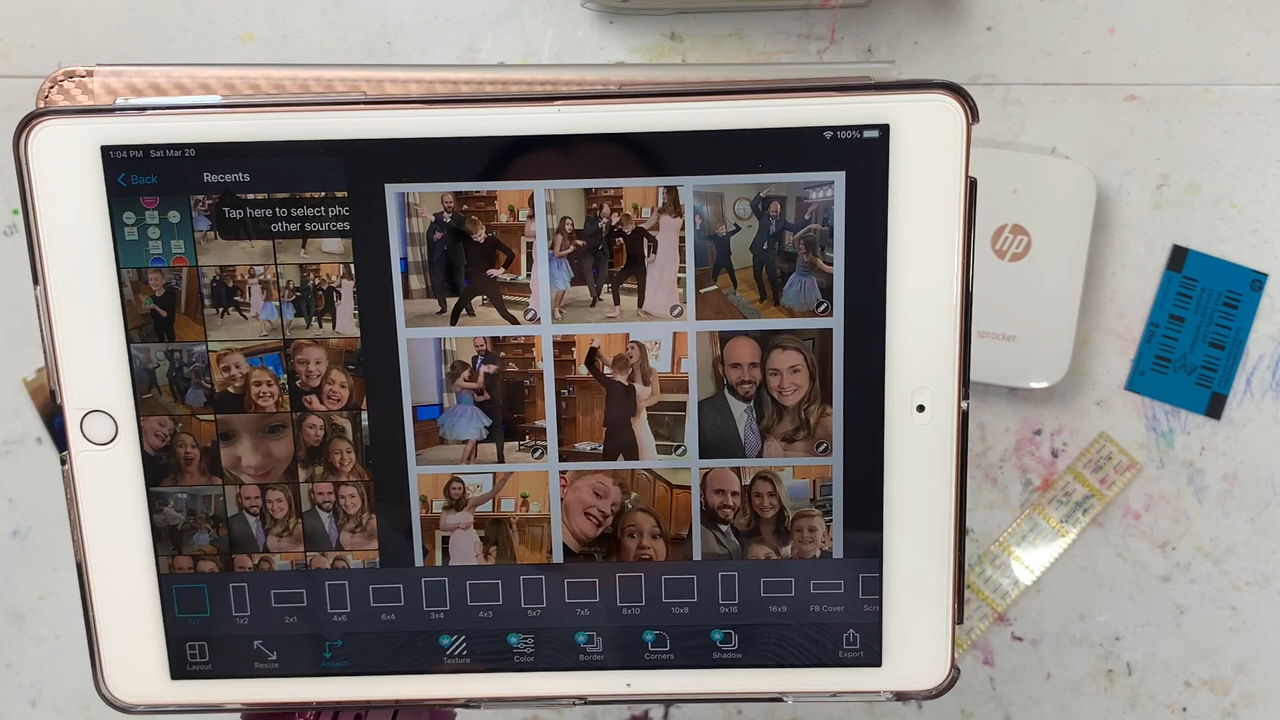 1:04 PM Sat Mar 20
100%
Back
Recents
Tap here to select pho
other sources
hp
sprocket
1x1
1x2
2x1
4x6
6x4
3x4
4x3
5x7
7x5
8x10
10x8
9x16
16x9
FB Cover
Scr
Layout
Resize
Aspect
Texture
Color
Border
Corners
Shadow
Export